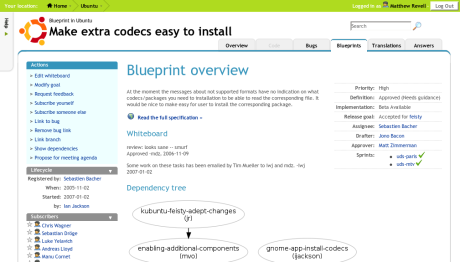 Your location: Home › Ubuntu ›
Logged in as Matthew Revell Log Out
Help
Blueprint in Ubuntu
Make extra codecs easy to install
Search
Overview Code Bugs Blueprints Translations Answers
Actions
» Edit whiteboard
» Modify goal
» Request feedback
» Subscribe yourself
» Subscribe someone else
» Link to bug
» Remove bug link
» Link branch
» Show dependencies
» Propose for meeting agenda
Lifecycle
Registered by: Sebastian Bacher
When: 2005-11-02
Started: 2007-01-02
by: Ian Jackson
Subscribers
Chris Wagner
Sebastian Dröge
Luke Yelavich
Andreas Lloyd
Manu Cornet
Blueprint overview
At the moment the messages about not supported formats have no indication on what
codecs/packages you need to installation to be able to read the corresponding file. It
would be nice to make easy for user to install the corresponding package.
Read the full specification »
Whiteboard
review: looks sane -- smurf
Approved -mdz, 2006-11-09
Some work on these tasks has been emailed by Tim Mueller to iwj and mdz. -iwj
2007-01-02
Dependency tree
kubuntu-feisty-adept-changes
(jr)
enabling-additional-components
(mvo)
gnome-app-install-codecs
(ijackson)
Priority: High
Definition: Approved (Needs guidance)
Implementation: Beta Available
Release goal: Accepted for feisty
Assignee: Sebastian Bacher
Drafter: Jono Bacon
Approver: Matt Zimmerman
Sprints: • uds-paris
• uds-mtv